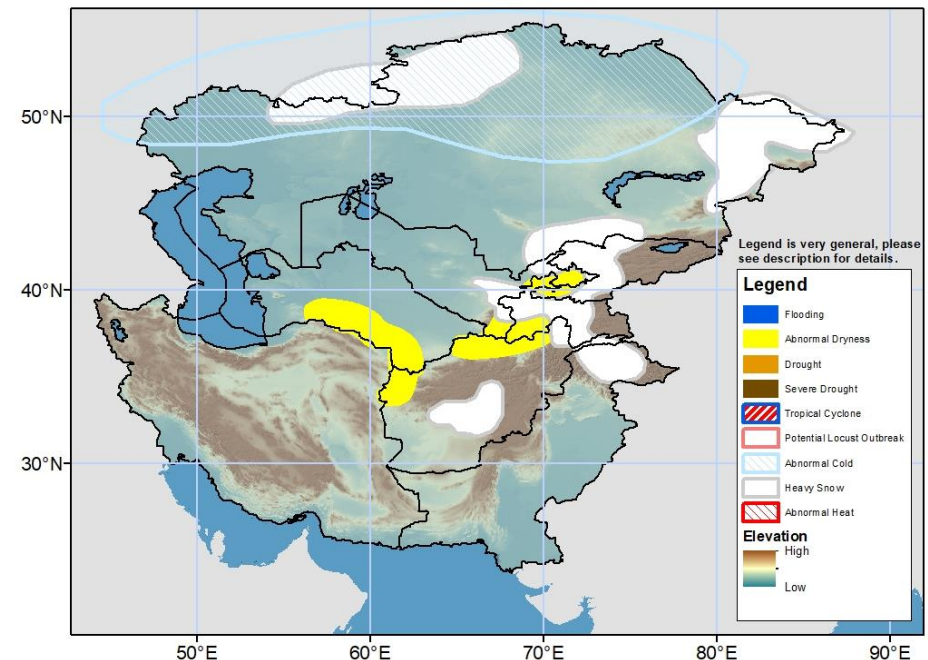 50°N
40°N
30°N
Legend is very general, please
see description for details.
Legend
Flooding
Abnormal Dryness
Drought
Severe Drought
Tropical Cyclone
Potential Locust Outbreak
Abnormal Cold
Heavy Snow
Abnormal Heat
Elevation
High
Low
50°E
60°E
70°E
80°E
90°E